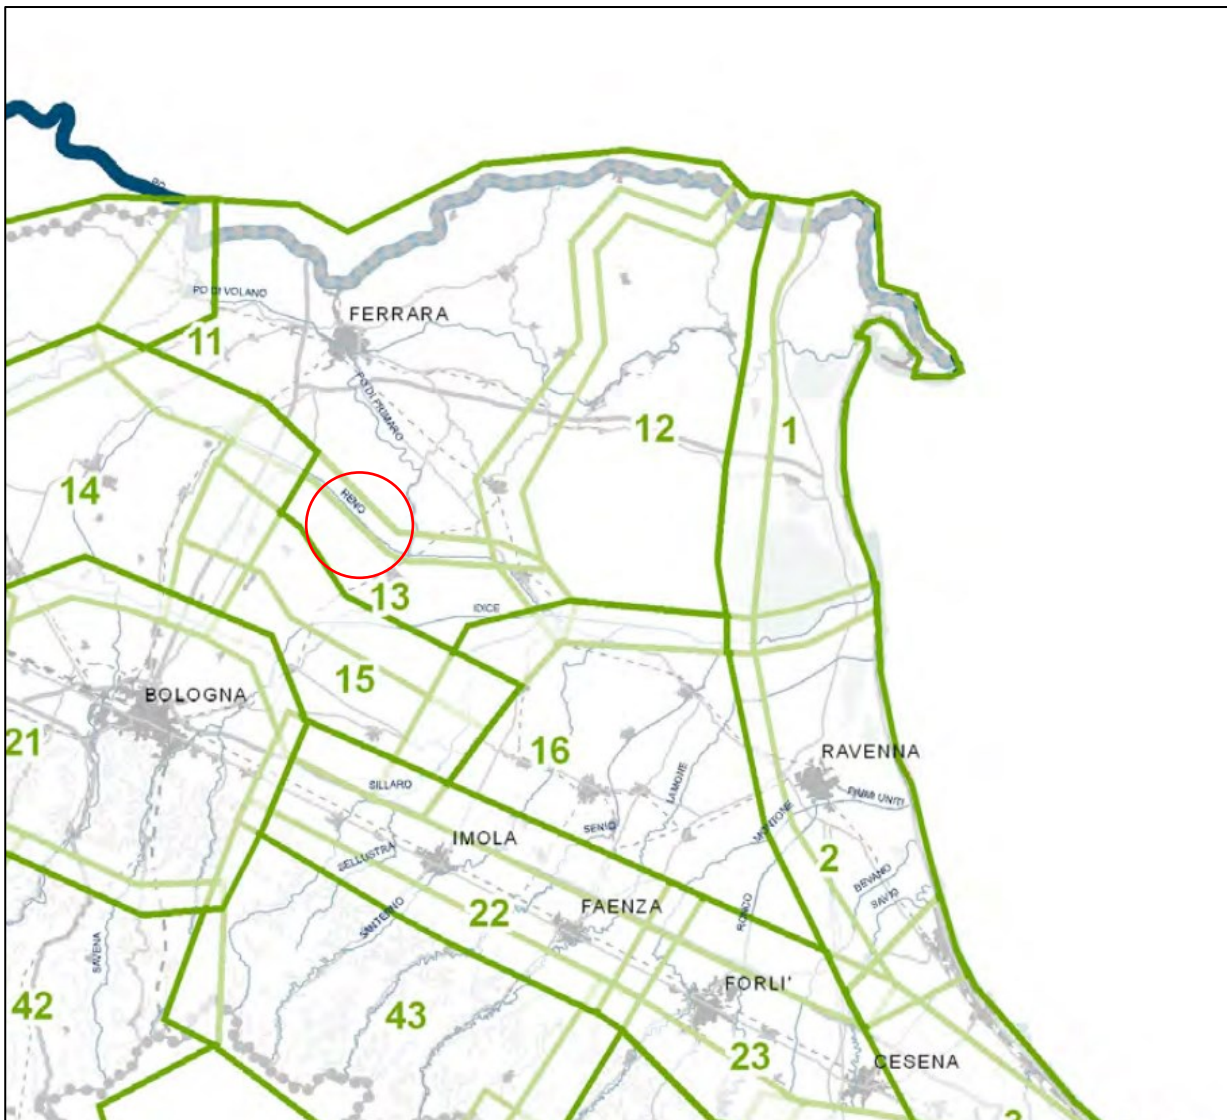 PO
PO DI VOLANO
FERRARA
11
PO DI PRIMARO
12
1
14
RENO
13
IDICE
15
BOLOGNA
21
16
RAVENNA
SILLARO
LAMONE
FIUMI UNITI
SENIO
MONTONE
IMOLA
SELLUSTRA
2
BEVANO
SAVIO
22
FAENZA
SANTERNO
RONCO
SAVENA
FORLI'
42
43
23
CESENA
3